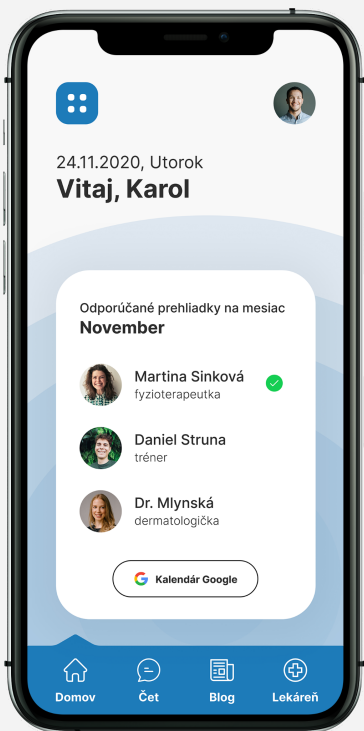 24.11.2020, Utorok
Vitaj, Karol
Odporúčané prehliadky na mesiac
November
Martina Sinková
fyzioterapeutka
Daniel Struna
tréner
Dr. Mlynská
dermatologička
Kalendár Google
Domov
Čet
Blog
Lekáreň